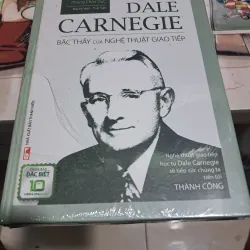 DALE
CARNEGIE
BẬC THẦY CỦA NGHỆ THUẬT GIAO TIẾP
Nghệ thuật giao tiếp
học từ Dale Carnegie
sẽ tiếp sức chúng ta
tiến tới
THÀNH CÔNG
ĐẶC BIỆT
10